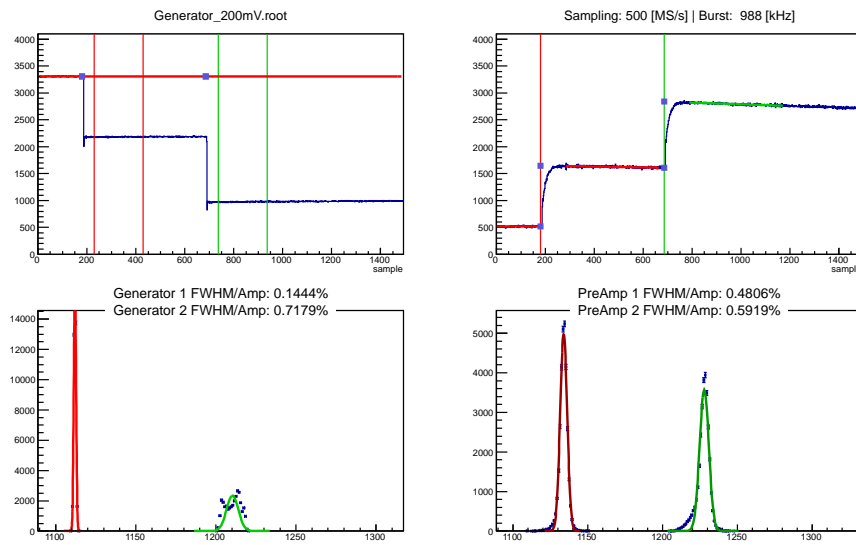 Generator_200mV.root
4000
3500
3000
2500
2000
1500
1000
500
0
0 200 400 600 800 1000 1200 1400
sample
Sampling: 500 [MS/s] | Burst:  988 [kHz]
4000
3500
3000
2500
2000
1500
1000
500
0
0 200 400 600 800 1000 1200 1400
sample
Generator 1 FWHM/Amp: 0.1444%
Generator 2 FWHM/Amp: 0.7179%
14000
12000
10000
8000
6000
4000
2000
0
1100 1150 1200 1250 1300
PreAmp 1 FWHM/Amp: 0.4806%
PreAmp 2 FWHM/Amp: 0.5919%
5000
4000
3000
2000
1000
0
1100 1150 1200 1250 1300